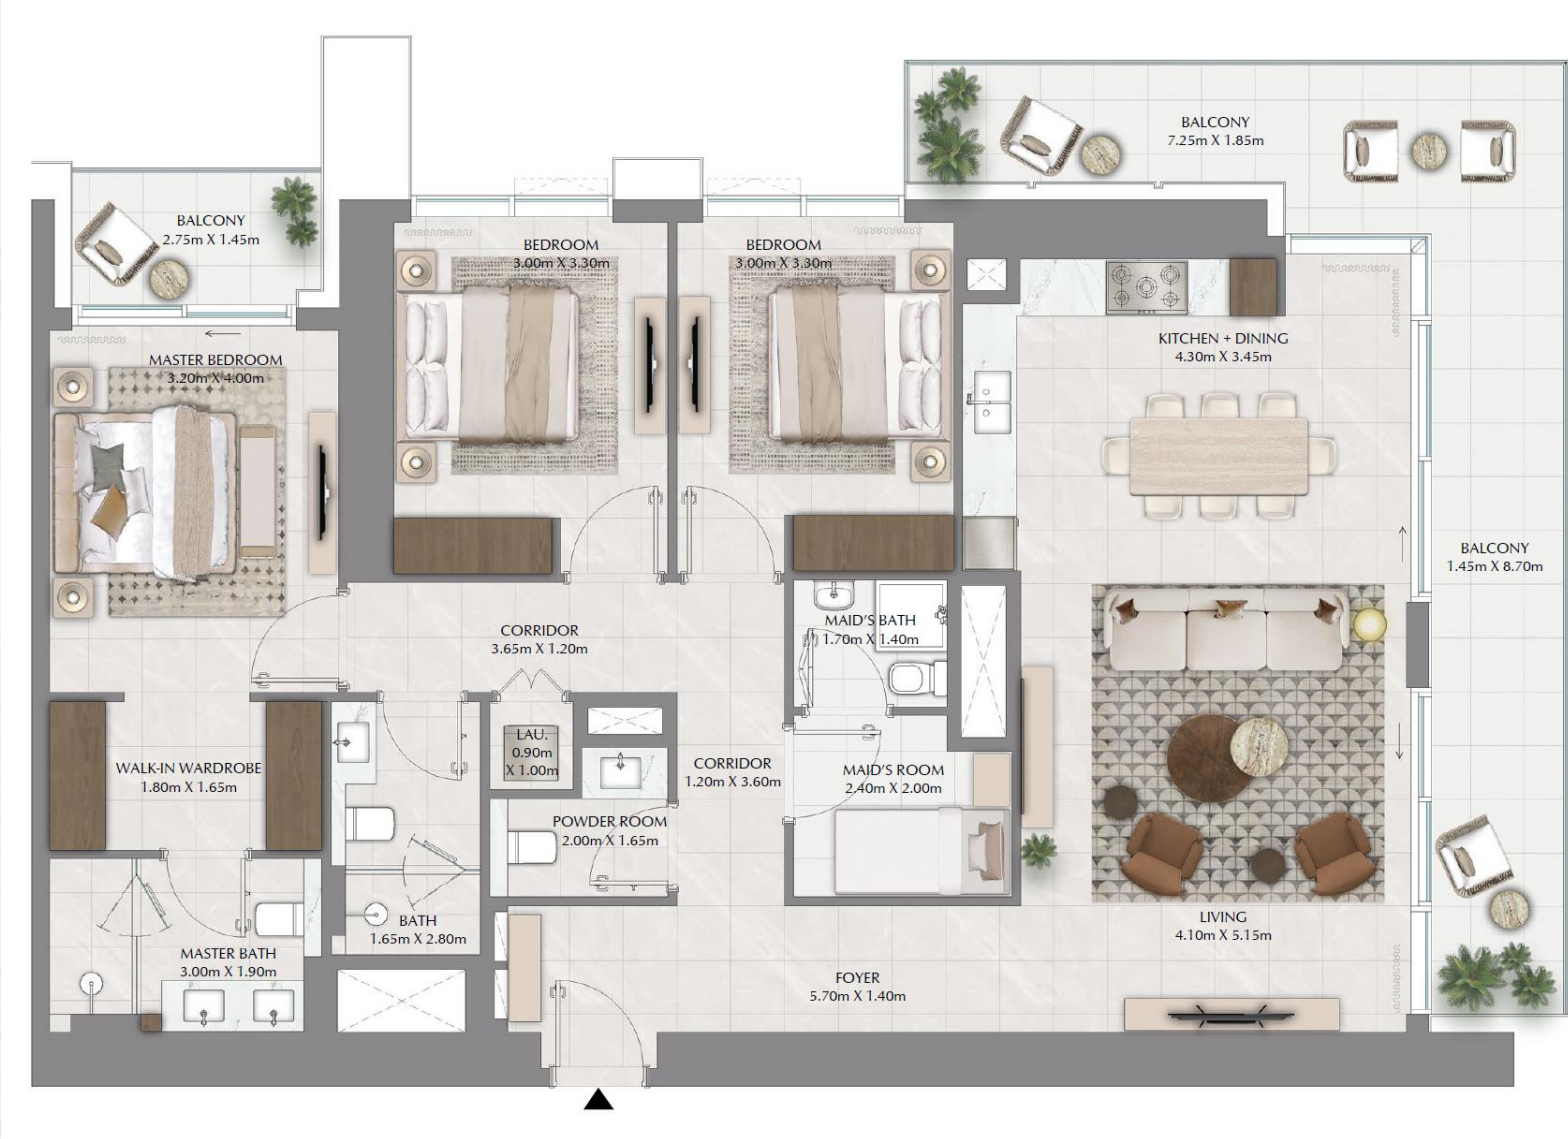 BALCONY
7.25m X 1.85m
BALCONY
2.75m X 1.45m
BEDROOM
3.00m X 3.30m
BEDROOM
3.00m X 3.30m
KITCHEN + DINING
4.30m X 3.45m
MASTER BEDROOM
3.20m X 4.00m
BALCONY
1.45m X 8.70m
CORRIDOR
3.65m X 1.20m
MAID'S BATH
1.70m X 1.40m
LAU.
0.90m
X 1.00m
WALK-IN WARDROBE
1.80m X 1.65m
CORRIDOR
1.20m X 3.60m
MAID'S ROOM
2.40m X 2.00m
POWDER ROOM
2.00m X 1.65m
BATH
1.65m X 2.80m
LIVING
4.10m X 5.15m
MASTER BATH
3.00m X 1.90m
FOYER
5.70m X 1.40m